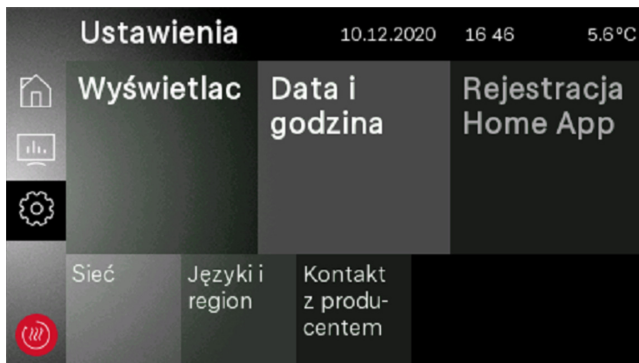 Ustawienia 10.12.2020 16 46 5.6°C
Wyświetlac
Data i
godzina
Rejestracja
Home App
Sieć
Języki i
region
Kontakt
z produ-
centem